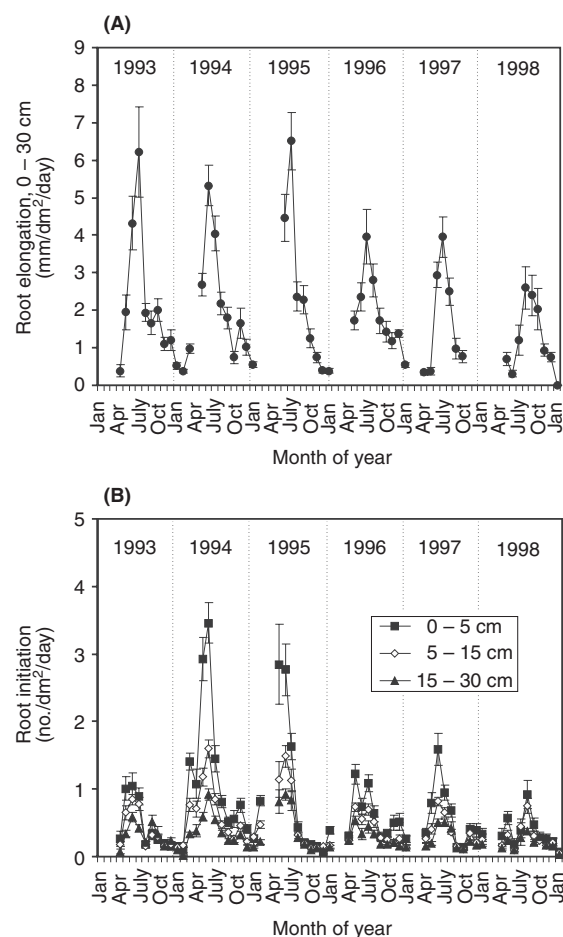 (A)
Root elongation, 0 – 30 cm
(mm/dm²/day)
9
8
7
6
5
4
3
2
1
0
1993 1994 1995 1996 1997 1998
Jan Apr July Oct Jan Apr July Oct Jan Apr July Oct Jan Apr July Oct Jan Apr July Oct Jan Apr July Oct Jan
Month of year
(B)
Root initiation
(no./dm²/day)
5
4
3
2
1
0
1993 1994 1995 1996 1997 1998
0 – 5 cm
5 – 15 cm
15 – 30 cm
Jan Apr July Oct Jan Apr July Oct Jan Apr July Oct Jan Apr July Oct Jan Apr July Oct Jan Apr July Oct Jan
Month of year